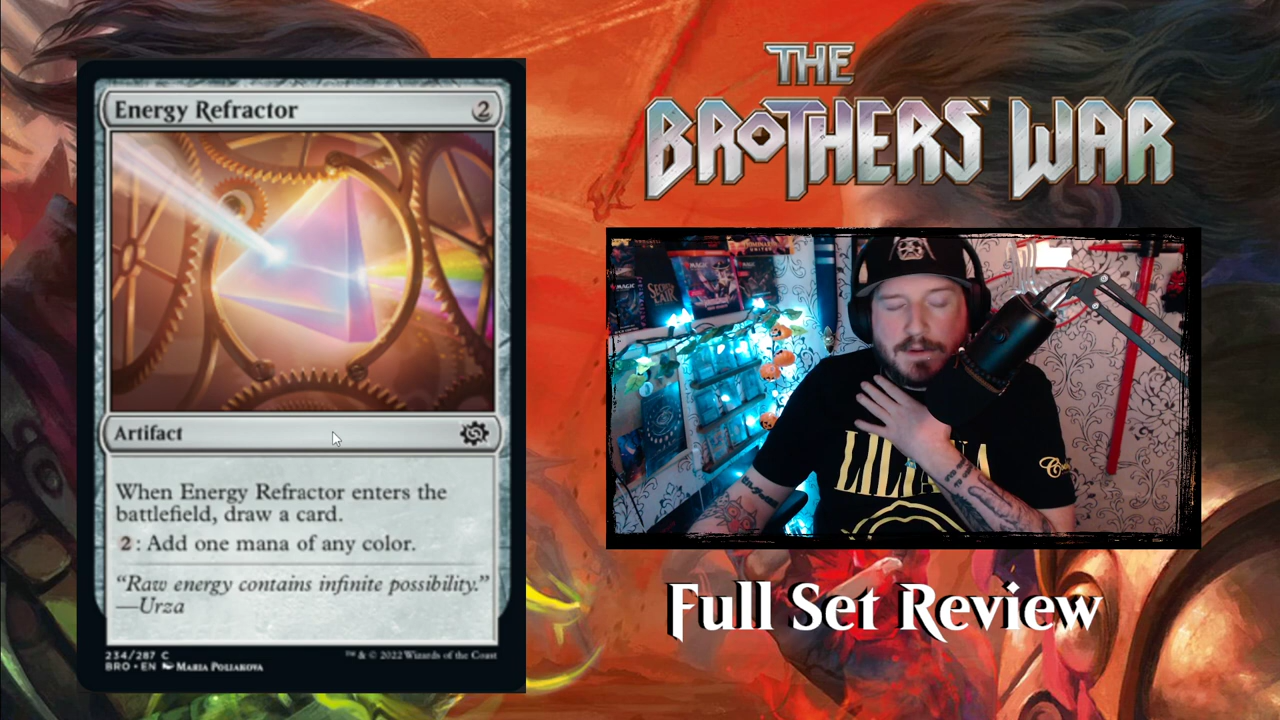 Energy Refractor 2
Artifact
When Energy Refractor enters the
battlefield, draw a card.
2: Add one mana of any color.
“Raw energy contains infinite possibility.”
—Urza
234/287 C
BRO • EN MARIA POLIAKOVA
™ & © 2022 Wizards of the Coast
THE
BROTHERS' WAR
LILIANA
Full Set Review